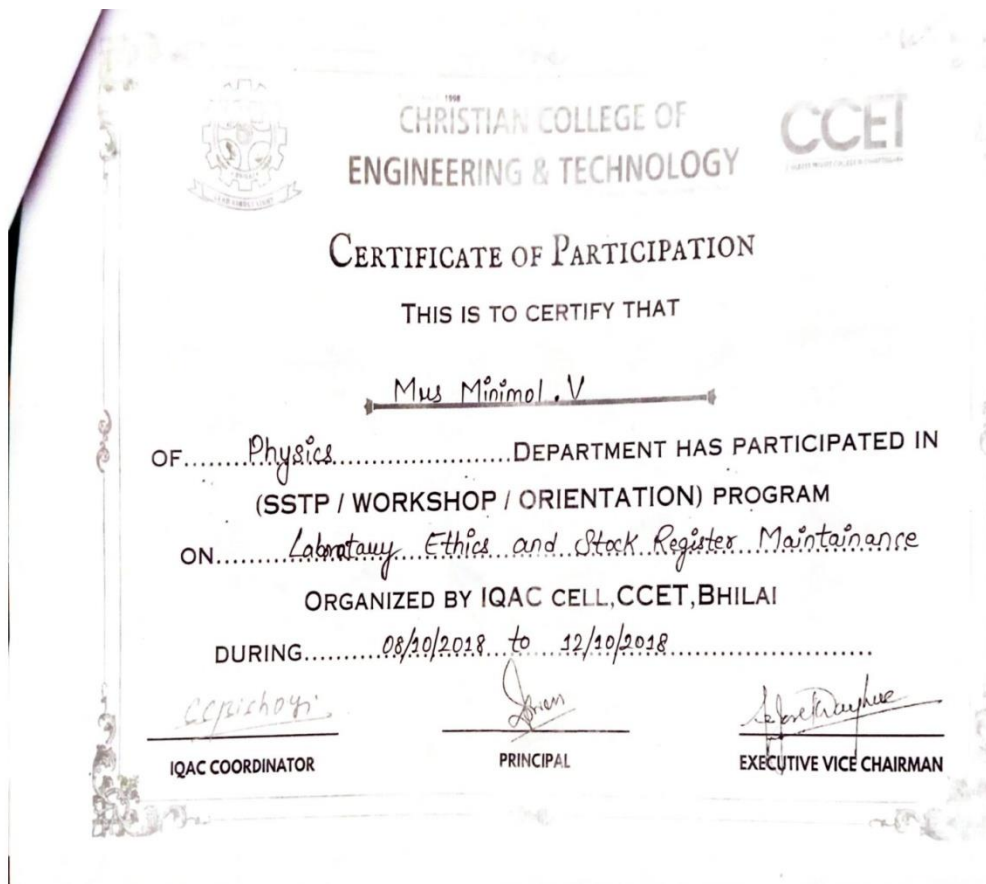 1998
CHRISTIAN COLLEGE OF
ENGINEERING & TECHNOLOGY
CCET
CERTIFICATE OF PARTICIPATION
THIS IS TO CERTIFY THAT
Mrs Minimol . V
OF........Physics........................DEPARTMENT HAS PARTICIPATED IN
(SSTP / WORKSHOP / ORIENTATION) PROGRAM
ON.........Labratary Ethics and Stock Register Maintainance
ORGANIZED BY IQAC CELL,CCET,BHILAI
DURING.........08/10/2018 to 12/10/2018......................
IQAC COORDINATOR
PRINCIPAL
EXECUTIVE VICE CHAIRMAN